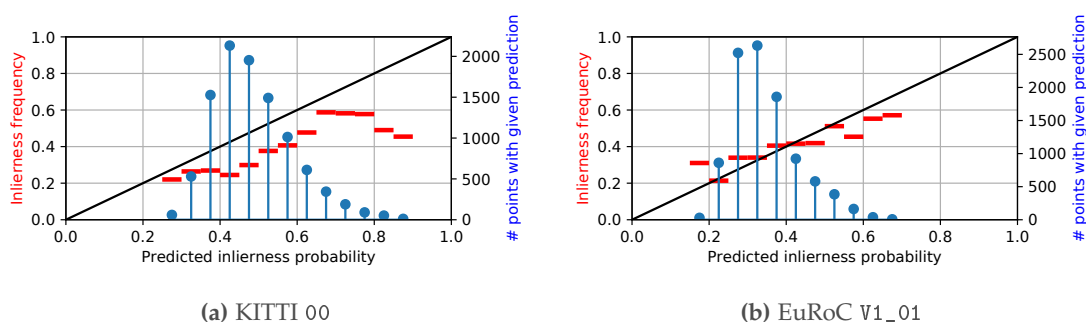 Inlierness frequency
1.0
0.8
0.6
0.4
0.2
0.0
0.0 0.2 0.4 0.6 0.8 1.0
Predicted inlierness probability
2000
1500
1000
500
0
# points with given prediction
(a) KITTI 00
Inlierness frequency
1.0
0.8
0.6
0.4
0.2
0.0
0.0 0.2 0.4 0.6 0.8 1.0
Predicted inlierness probability
2500
2000
1500
1000
500
0
# points with given prediction
(b) EuRoC V1_01